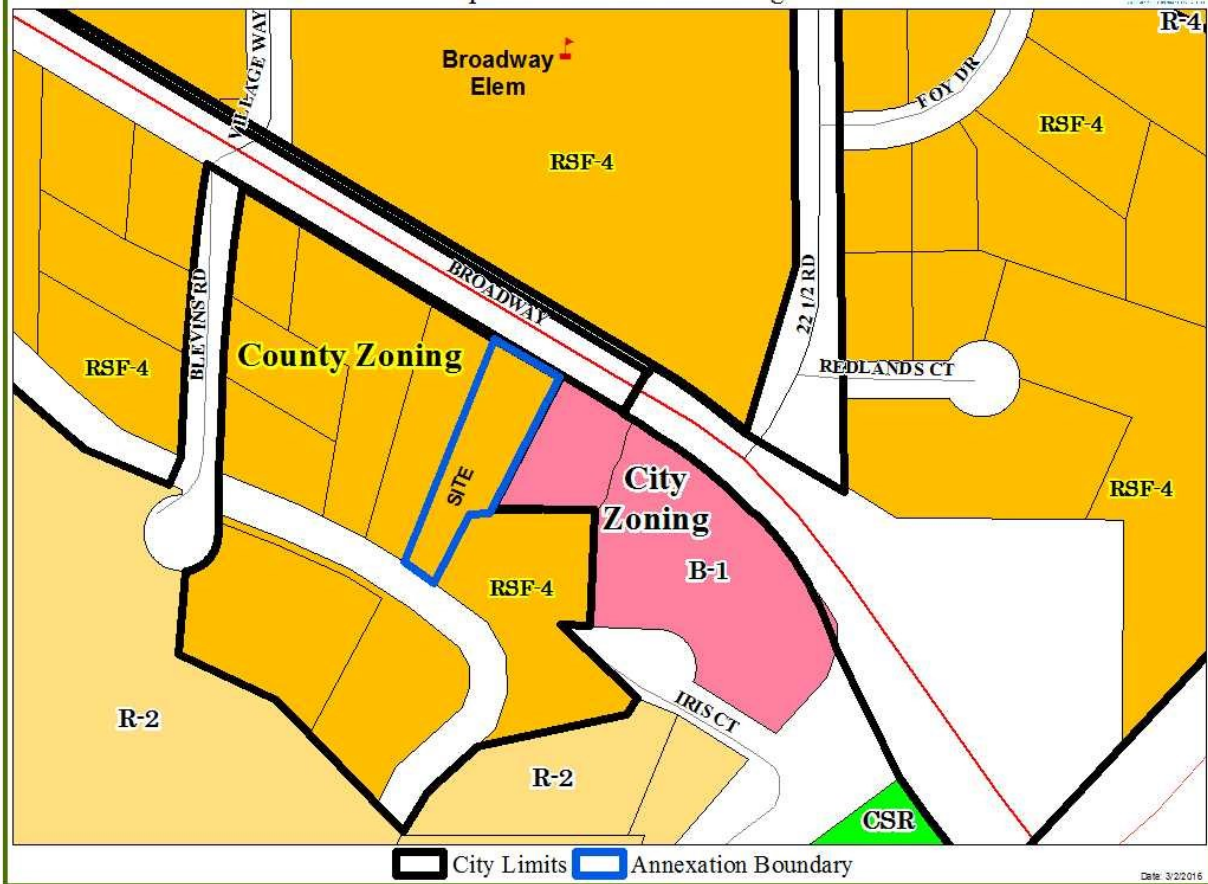 R-4
VILLAGE WAY
Broadway
Elem
FOY DR
RSF-4
RSF-4
BROADWAY
22 1/2 RD
BLEVINS RD
County Zoning
RSF-4
REDLANDS CT
SITE
City
Zoning
RSF-4
B-1
RSF-4
R-2
IRIS CT
R-2
CSR
City Limits
Annexation Boundary
Date: 3/2/2016